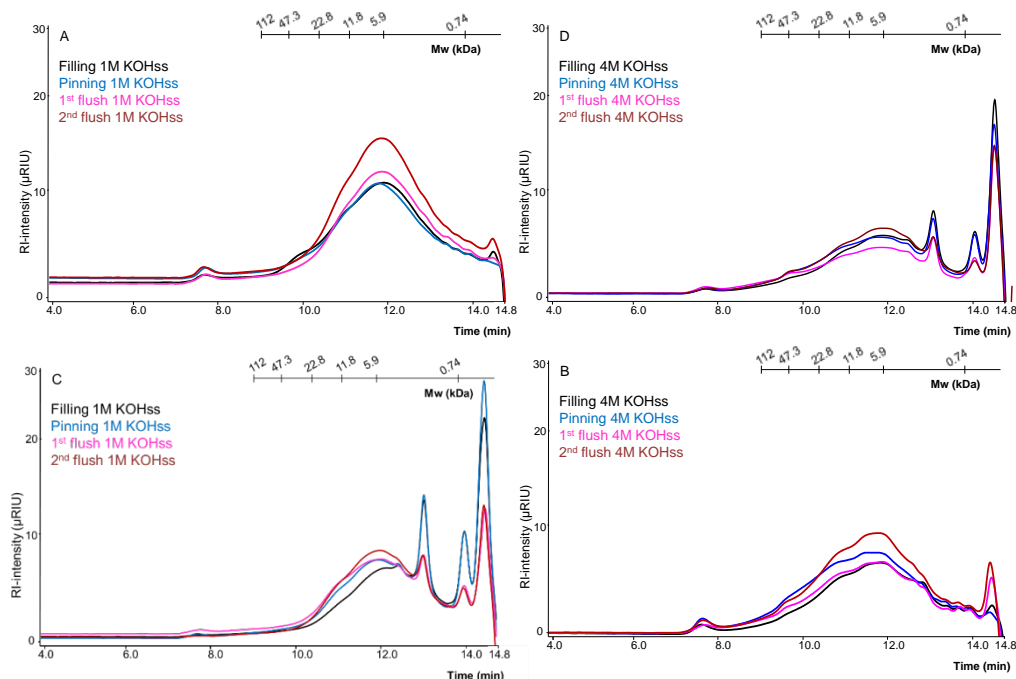 A
30
20
10
0
RI-intensity (µRIU)
112 47.3 22.8 11.8 5.9 0.74
Mw (kDa)
Filling 1M KOHss
Pinning 1M KOHss
1st flush 1M KOHss
2nd flush 1M KOHss
4.0 6.0 8.0 10.0 12.0 14.0 14.8
Time (min)
D
30
20
10
0
RI-intensity (µRIU)
112 47.3 22.8 11.8 5.9 0.74
Mw (kDa)
Filling 4M KOHss
Pinning 4M KOHss
1st flush 4M KOHss
2nd flush 4M KOHss
4.0 6.0 8.0 10.0 12.0 14.0 14.8
Time (min)
C
30
20
10
0
RI-intensity (µRIU)
112 47.3 22.8 11.8 5.9 0.74
Mw (kDa)
Filling 1M KOHss
Pinning 1M KOHss
1st flush 1M KOHss
2nd flush 1M KOHss
4.0 6.0 8.0 10.0 12.0 14.0 14.8
Time (min)
B
30
20
10
0
RI-intensity (µRIU)
112 47.3 22.8 11.8 5.9 0.74
Mw (kDa)
Filling 4M KOHss
Pinning 4M KOHss
1st flush 4M KOHss
2nd flush 4M KOHss
4.0 6.0 8.0 10.0 12.0 14.0 14.8
Time (min)